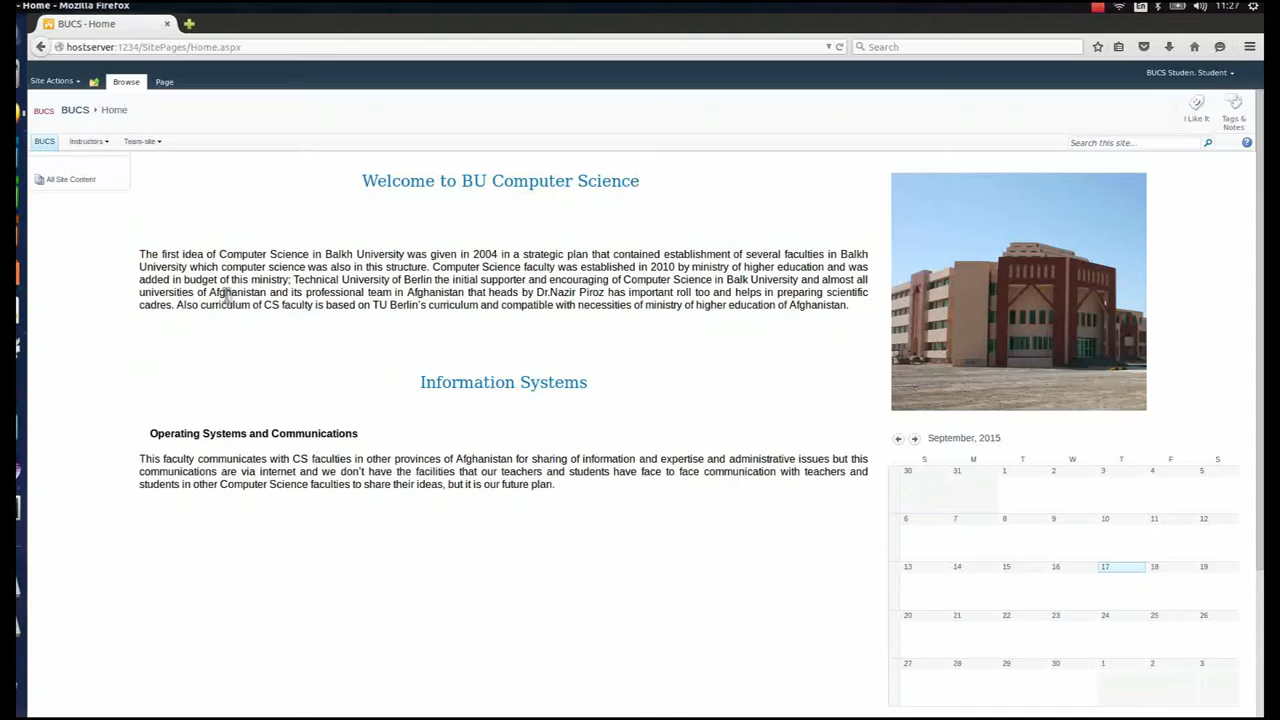 - Home - Mozilla Firefox
En
11:27
BUCS - Home
hostserver:1234/SitePages/Home.aspx
Search
Site Actions
Browse
Page
BUCS Studen. Student
BUCS
BUCS
Home
I Like It
Tags &
Notes
BUCS
Instructors
Team-site
Search this site...
All Site Content
Welcome to BU Computer Science
The first idea of Computer Science in Balkh University was given in 2004 in a strategic plan that contained establishment of several faculties in Balkh
University which computer science was also in this structure. Computer Science faculty was established in 2010 by ministry of higher education and was
added in budget of this ministry; Technical University of Berlin the initial supporter and encouraging of Computer Science in Balk University and almost all
universities of Afghanistan and its professional team in Afghanistan that heads by Dr.Nazir Piroz has important roll too and helps in preparing scientific
cadres. Also curriculum of CS faculty is based on TU Berlin's curriculum and compatible with necessities of ministry of higher education of Afghanistan.
Information Systems
Operating Systems and Communications
This faculty communicates with CS faculties in other provinces of Afghanistan for sharing of information and expertise and administrative issues but this
communications are via internet and we don't have the facilities that our teachers and students have face to face communication with teachers and
students in other Computer Science faculties to share their ideas, but it is our future plan.
September, 2015
S M T W T F S
30 31 1 2 3 4 5
6 7 8 9 10 11 12
13 14 15 16 17 18 19
20 21 22 23 24 25 26
27 28 29 30 1 2 3